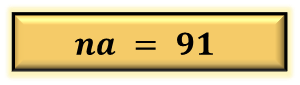 na = 91